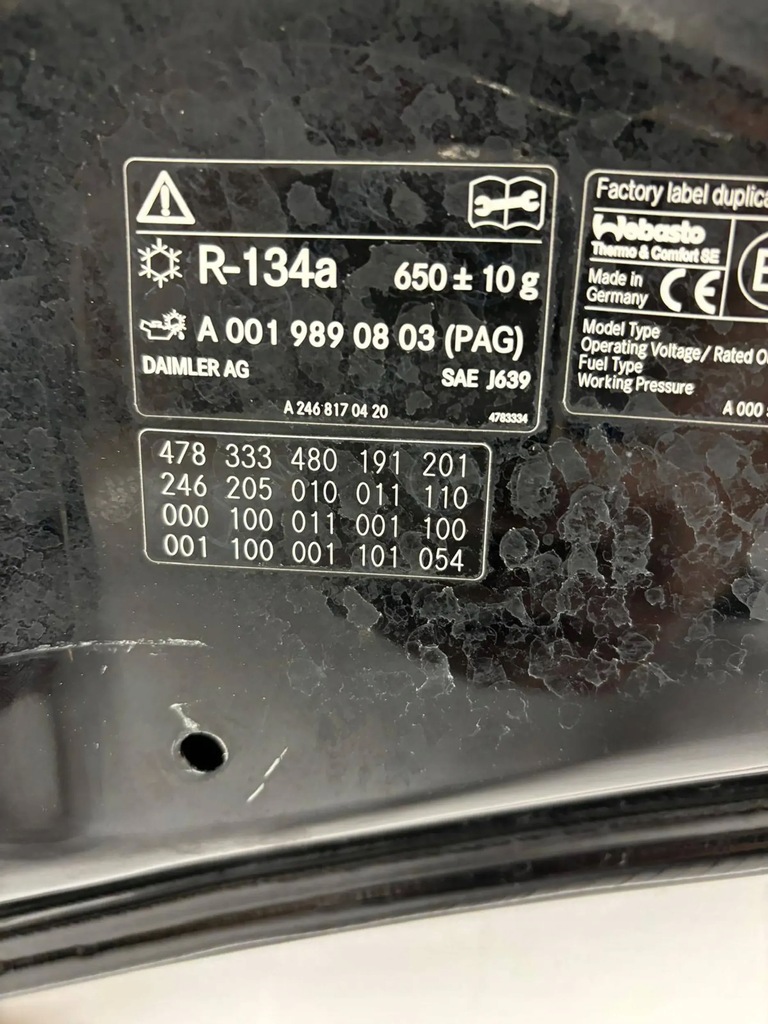 R-134a 650 ± 10 g
A 001 989 08 03 (PAG)
DAIMLER AG SAE J639
A 246 817 04 20 4783334
478 333 480 191 201
246 205 010 011 110
000 100 011 001 100
001 100 001 101 054
Factory label duplica
Webasto
Thermo & Comfort SE
Made in
Germany
CE E
Model Type
Operating Voltage/ Rated O
Fuel Type
Working Pressure
A 000